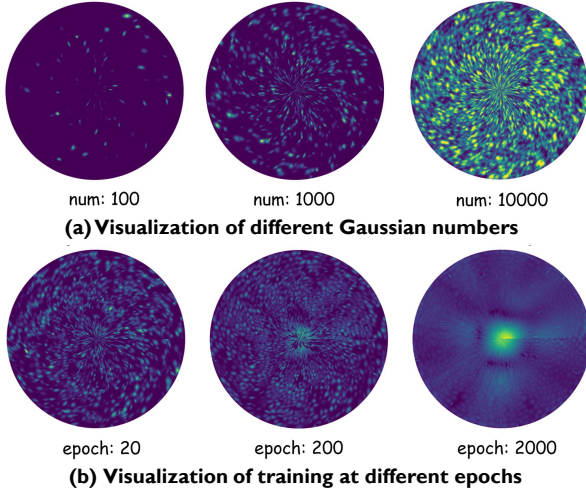 num: 100 num: 1000 num: 10000
(a) Visualization of different Gaussian numbers
epoch: 20 epoch: 200 epoch: 2000
(b) Visualization of training at different epochs